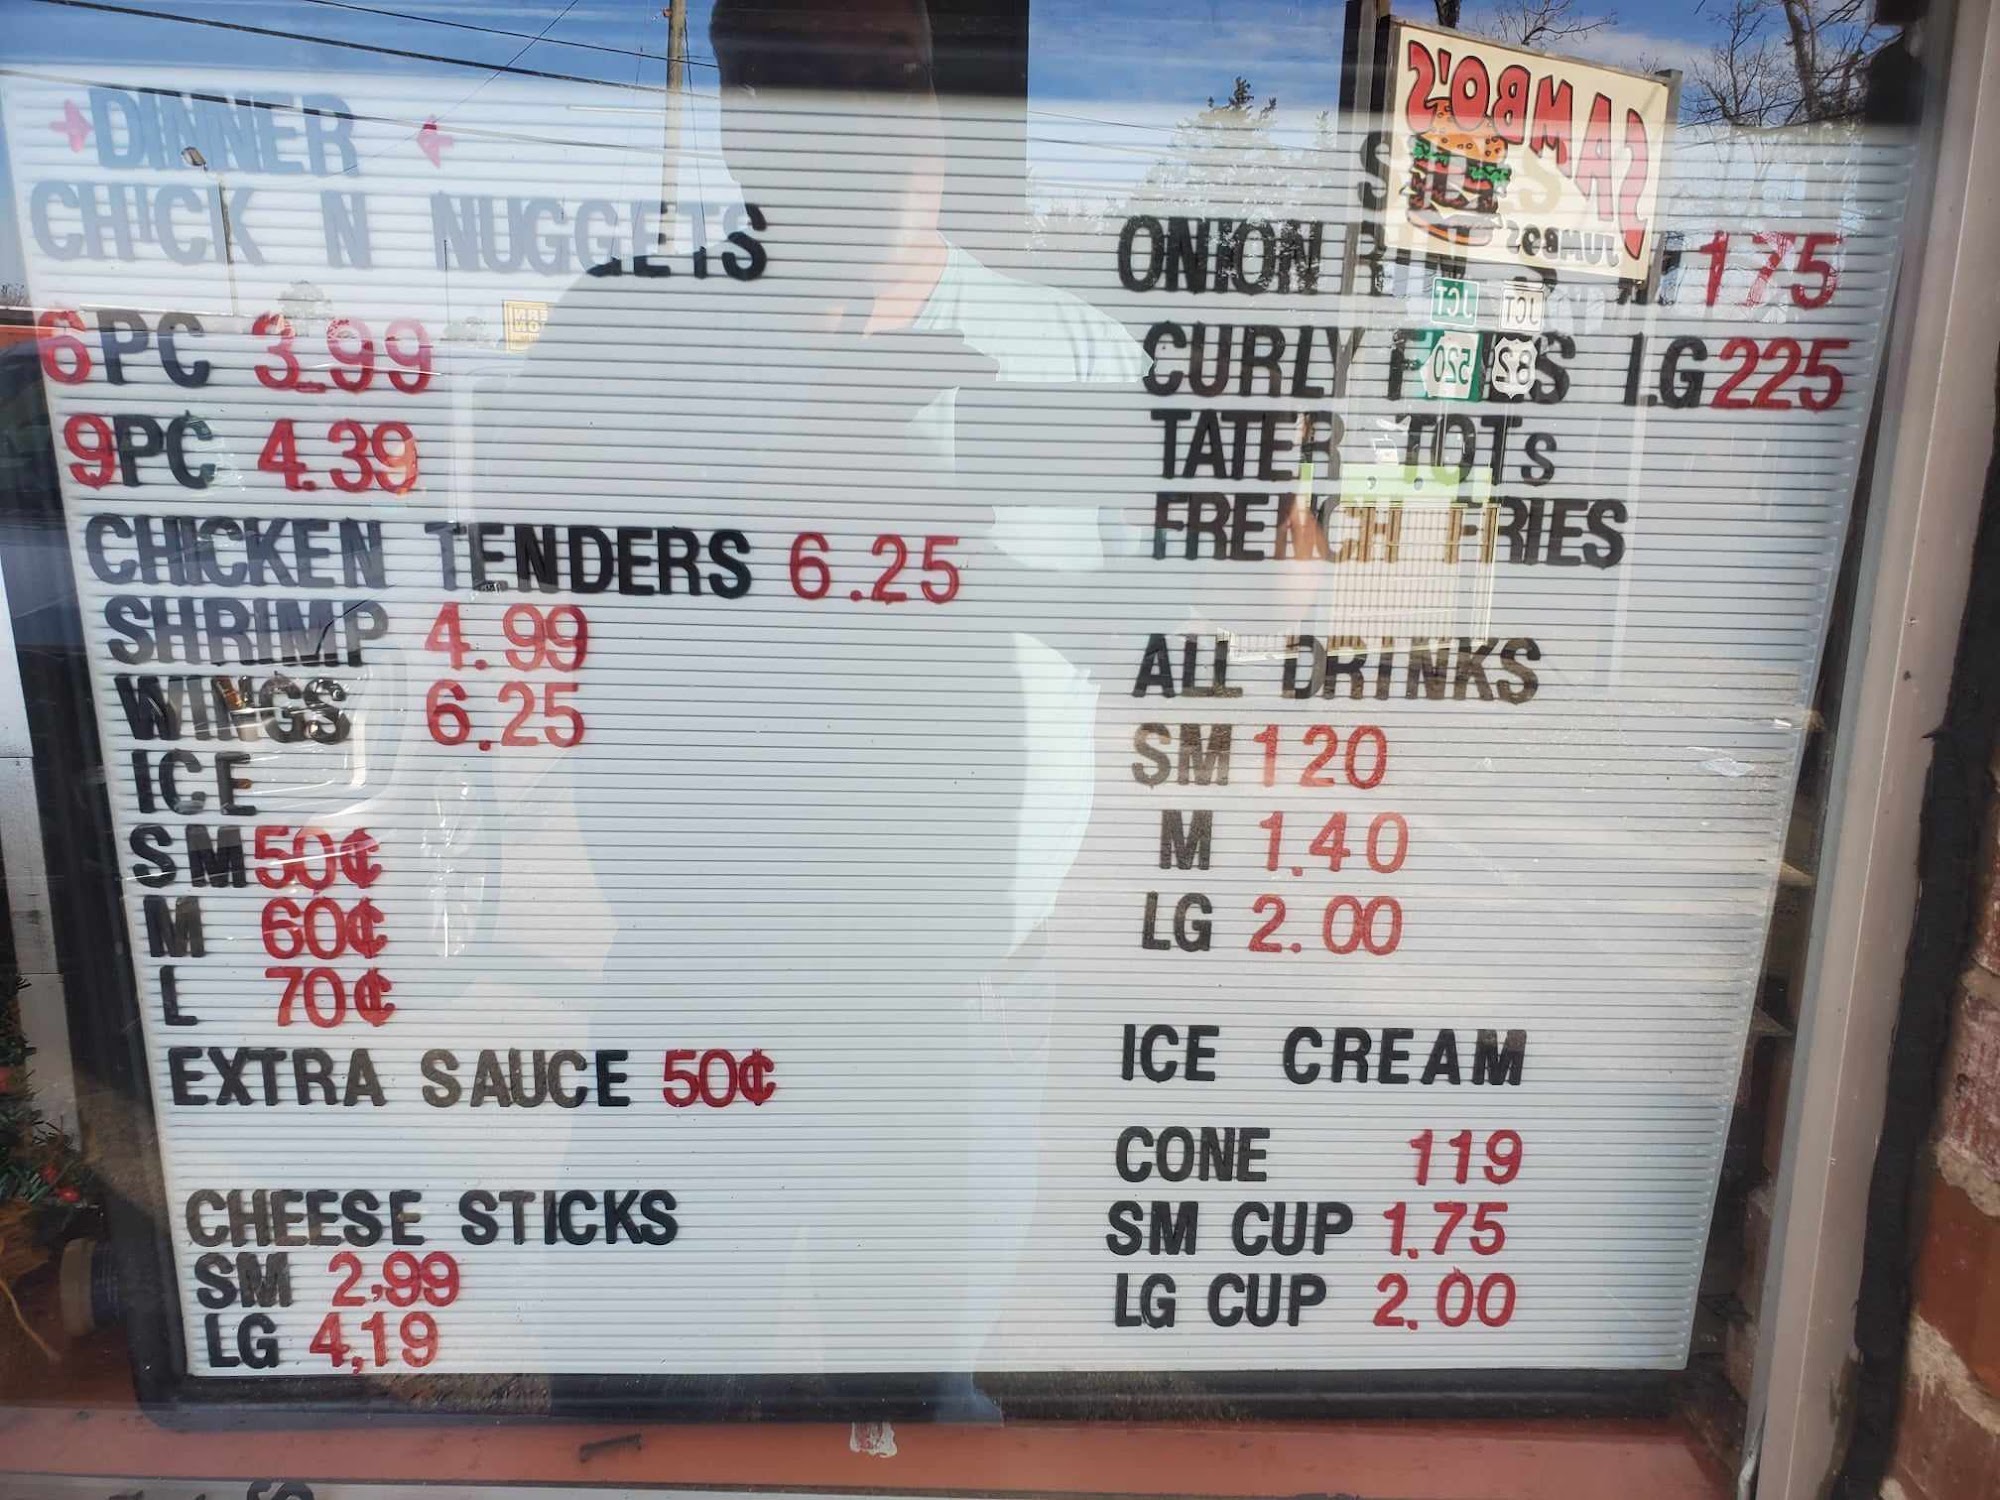 DINNER
CHICK N NUGGETS
6PC 3.99
9PC 4.39
CHICKEN TENDERS 6.25
SHRIMP 4.99
WINGS 6.25
ICE
SM 50¢
M 60¢
L 70¢
EXTRA SAUCE 50¢
CHEESE STICKS
SM 2,99
LG 4,19
ONION 175
CURLY FRIES LG 225
TATER TOTs
FRENCH FRIES
ALL DRINKS
SM 120
M 1.40
LG 2.00
ICE CREAM
CONE 119
SM CUP 1.75
LG CUP 2.00
SAMBO'S
JUMBOS
JCT JCT
520 82